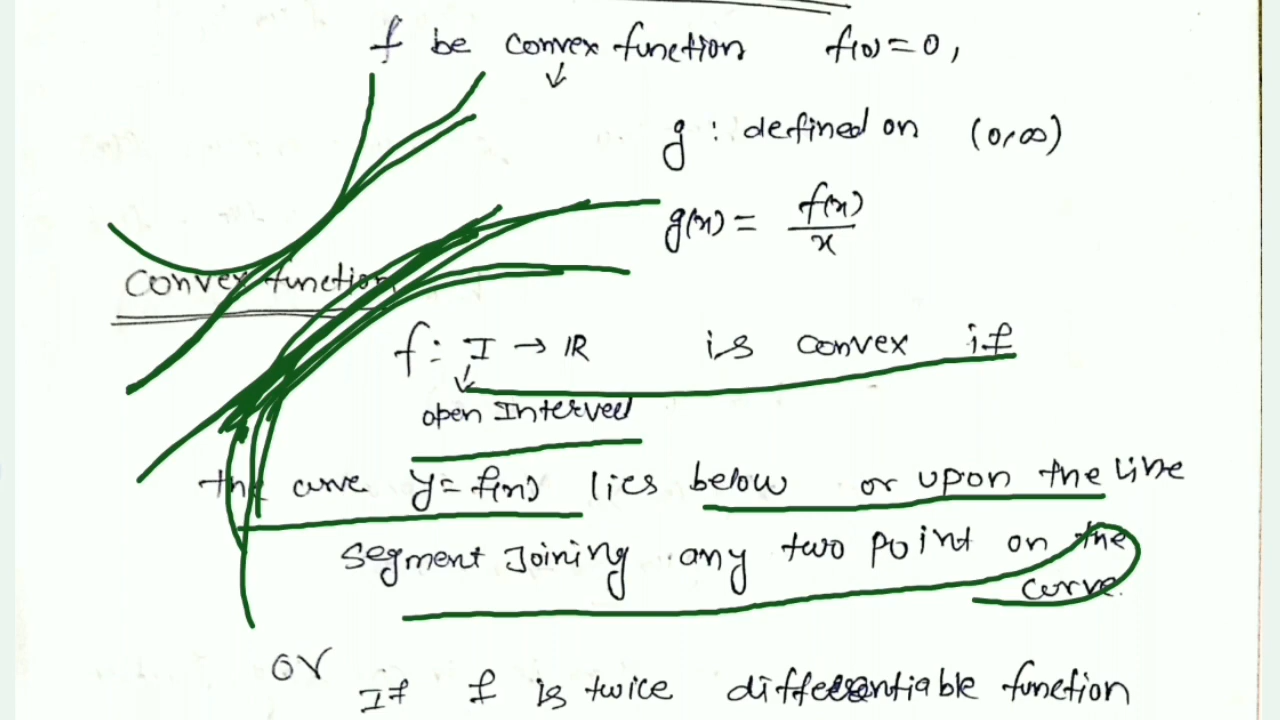 f be convex function f(0) = 0,
g : defined on (0,∞)
g(x) = f(x)/x
Convex function
f : I → IR is convex if
open Interval
the curve y = f(x) lies below or upon the line
segment Joining any two point on the
curve.
or
If f is twice differentiable function